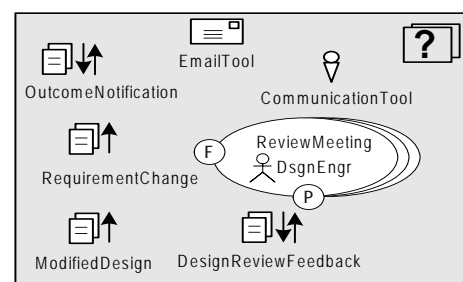 EmailTool
?
OutcomeNotification
CommunicationTool
RequirementChange
F
ReviewMeeting
DsgnEngr
P
ModifiedDesign
DesignReviewFeedback